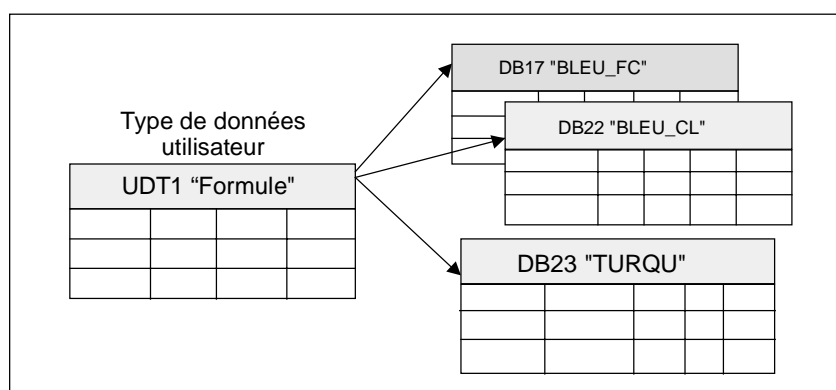 DB17 "BLEU_FC"
DB22 "BLEU_CL"
Type de données
utilisateur
UDT1 “Formule"
DB23 "TURQU"